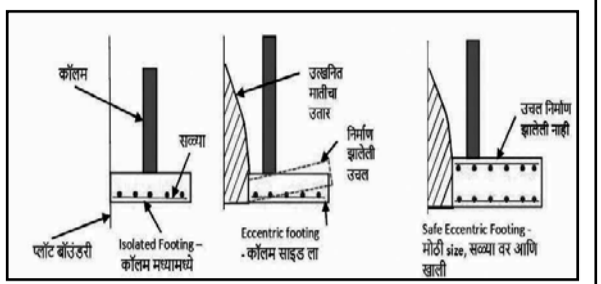 कॉलम
सळ्या
प्लॉट बॉउंडरी
Isolated Footing –
कॉलम मध्यामध्ये
उत्खनित
मातीचा
उतार
निर्माण
झालेली
उचल
Eccentric footing
- कॉलम साइड ला
उचल निर्माण
झालेली नाही
Safe Eccentric Footing -
मोठी size, सळ्या वर आणि
खाली